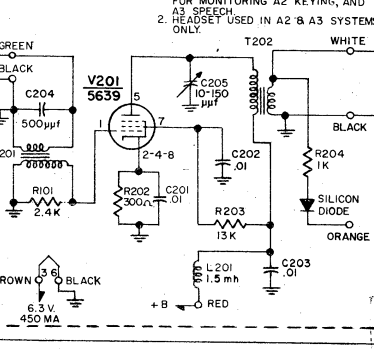 FOR MONITORING A2 KEYING, AND
A3 SPEECH.
2. HEADSET USED IN A2 & A3 SYSTEMS
ONLY.
GREEN
BLACK
C204
500µµf
201
R101
2.4K
V201
5639
5
1
7
2-4-8
R202
300Ω
C201
.01
C205
10-150
µµf
C202
.01
R203
13K
T202
WHITE
BLACK
R204
1K
SILICON
DIODE
ORANGE
L201
1.5 mh
C203
.01
+B
RED
ROWN
3 6
BLACK
6.3 V.
450 MA